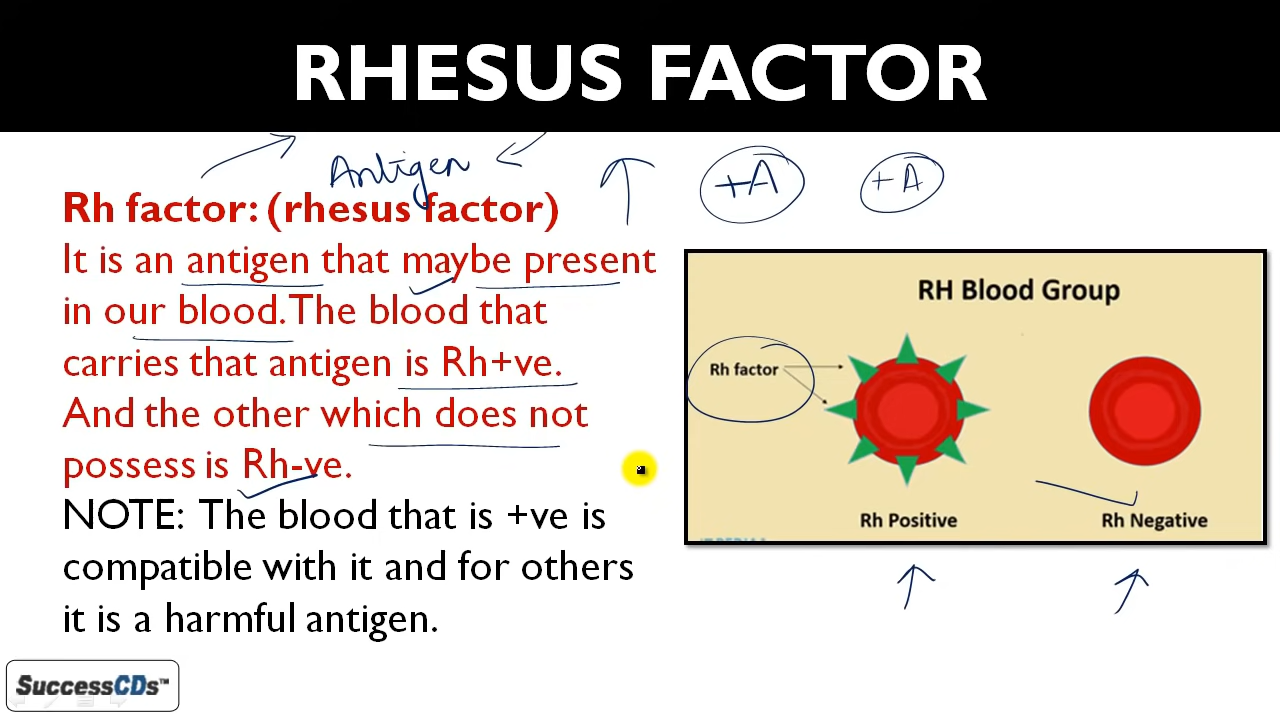 RHESUS FACTOR
Antigen
+A
+A
Rh factor: (rhesus factor)
It is an antigen that maybe present
in our blood. The blood that
carries that antigen is Rh+ve.
And the other which does not
possess is Rh-ve.
NOTE: The blood that is +ve is
compatible with it and for others
it is a harmful antigen.
RH Blood Group
Rh factor
Rh Positive
Rh Negative
SuccessCDs™